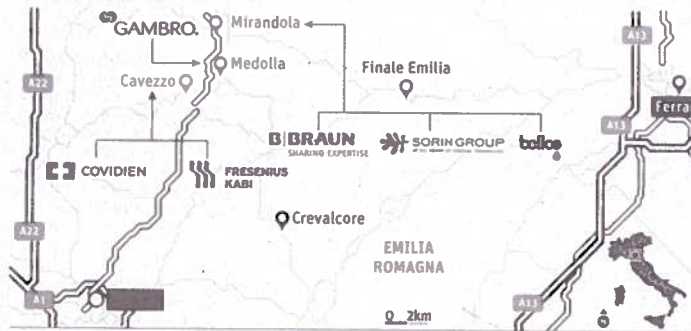 GAMBRO.
Mirandola
A13
A22
Medolla
Cavezzo
Finale Emilia
Ferra
A13
B|BRAUN
SHARING EXPERTISE
SORIN GROUP
bellco
COVIDIEN
FRESENIUS
KABI
Crevalcore
A22
EMILIA
ROMAGNA
A1
A13
0 2km
N